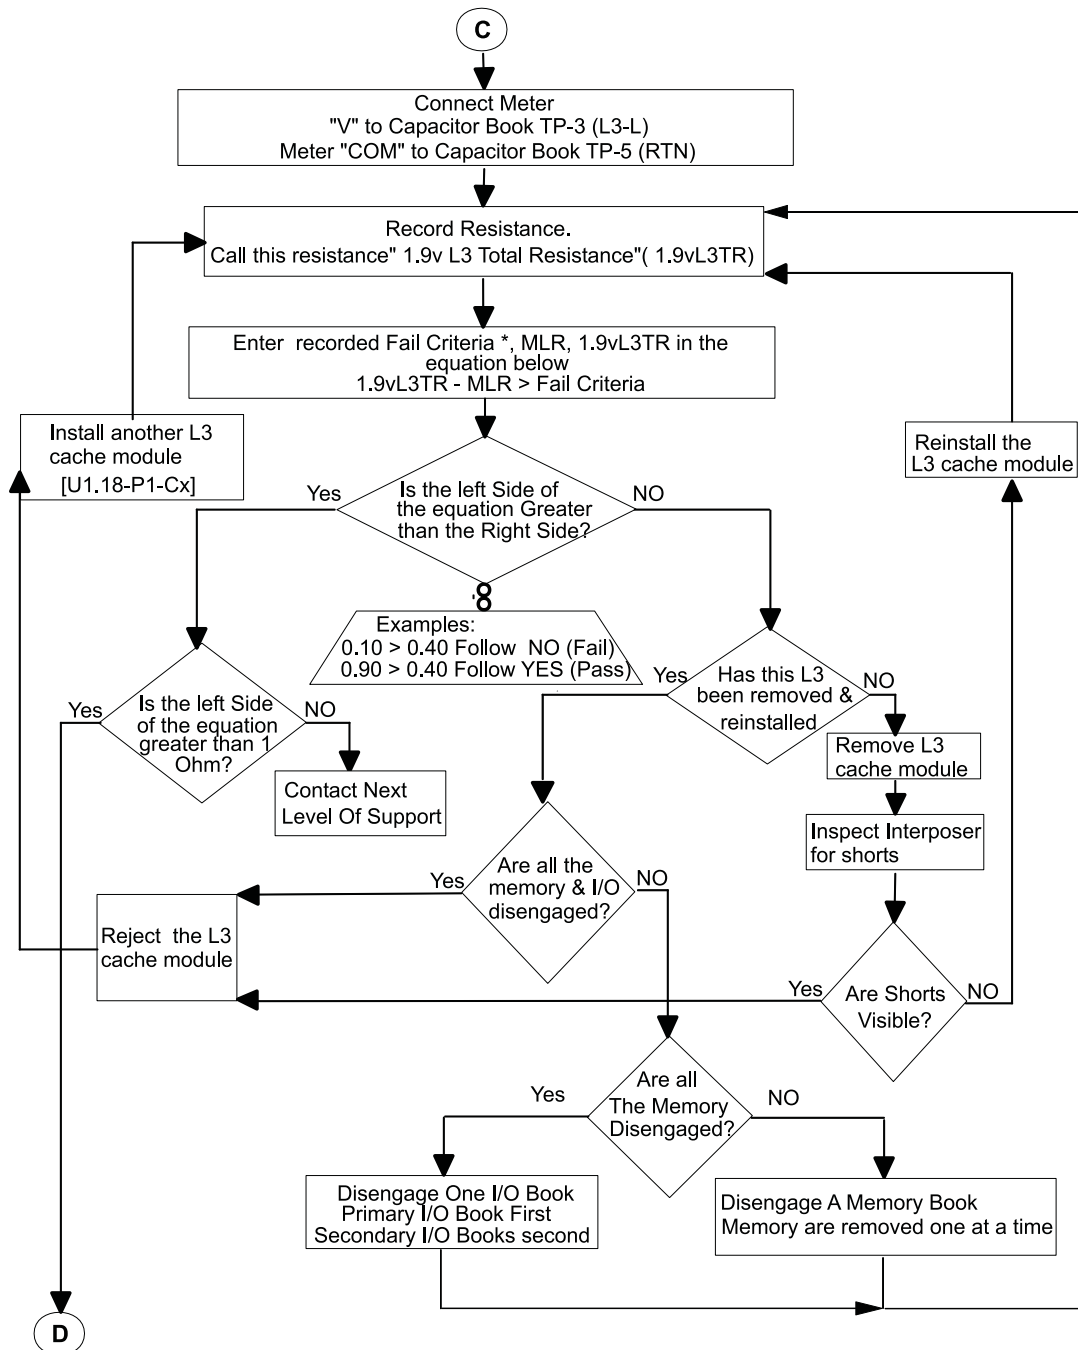 C
Connect Meter
"V" to Capacitor Book TP-3 (L3-L)
Meter "COM" to Capacitor Book TP-5 (RTN)
Record Resistance.
Call this resistance" 1.9v L3 Total Resistance"( 1.9vL3TR)
Enter recorded Fail Criteria *, MLR, 1.9vL3TR in the
equation below
1.9vL3TR - MLR > Fail Criteria
Install another L3
cache module
[U1.18-P1-Cx]
Reinstall the
L3 cache module
Yes
Is the left Side of
the equation Greater
than the Right Side?
NO
Examples:
0.10 > 0.40 Follow NO (Fail)
0.90 > 0.40 Follow YES (Pass)
Yes
Is the left Side
of the equation
greater than 1
Ohm?
NO
Contact Next
Level Of Support
Yes
Has this L3
been removed &
reinstalled
NO
Remove L3
cache module
Inspect Interposer
for shorts
Yes
Are all the
memory & I/O
disengaged?
NO
Reject the L3
cache module
Yes
Are Shorts
Visible?
NO
Yes
Are all
The Memory
Disengaged?
NO
Disengage One I/O Book
Primary I/O Book First
Secondary I/O Books second
Disengage A Memory Book
Memory are removed one at a time
D